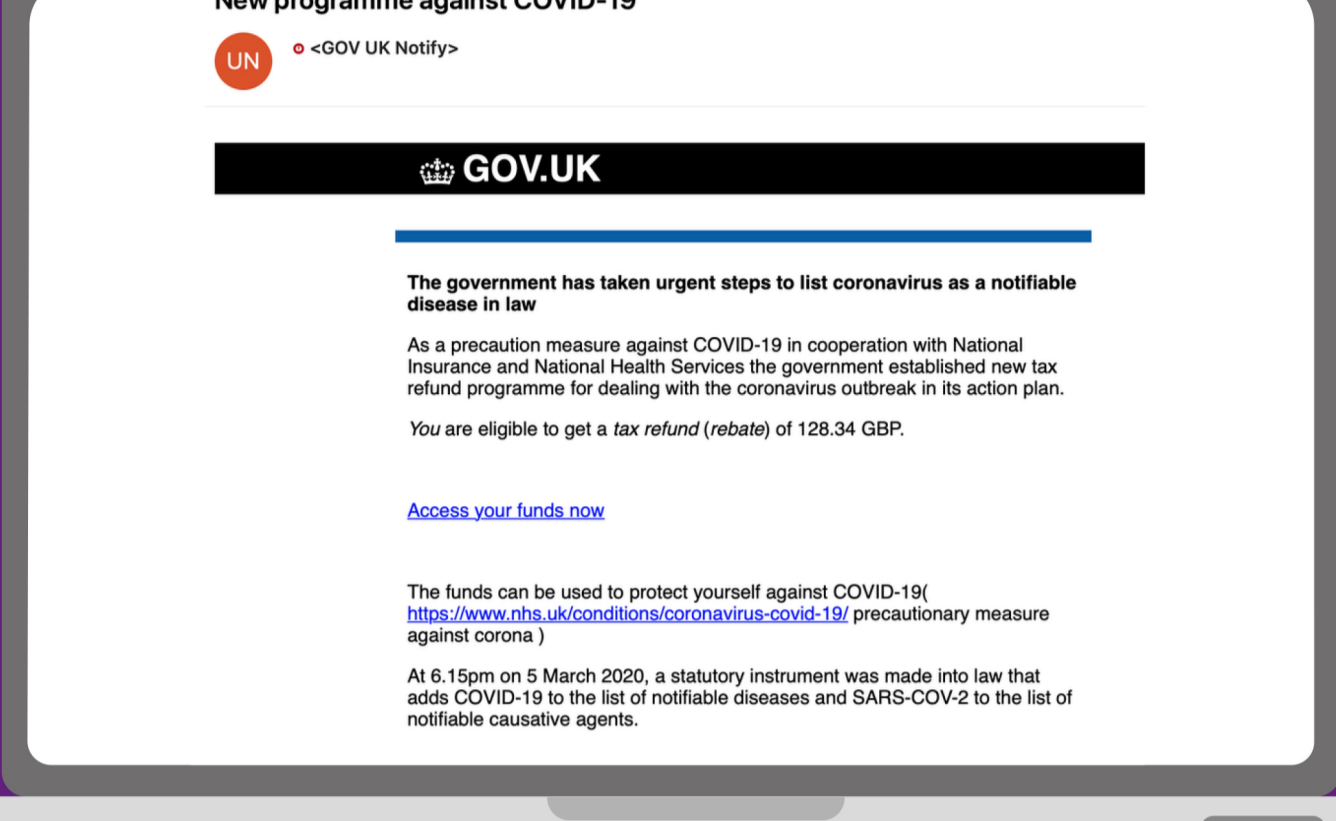 New programme against COVID-19
UN
<GOV UK Notify>
GOV.UK
The government has taken urgent steps to list coronavirus as a notifiable
disease in law
As a precaution measure against COVID-19 in cooperation with National
Insurance and National Health Services the government established new tax
refund programme for dealing with the coronavirus outbreak in its action plan.
You are eligible to get a tax refund (rebate) of 128.34 GBP.
Access your funds now
The funds can be used to protect yourself against COVID-19(
https://www.nhs.uk/conditions/coronavirus-covid-19/ precautionary measure
against corona )
At 6.15pm on 5 March 2020, a statutory instrument was made into law that
adds COVID-19 to the list of notifiable diseases and SARS-COV-2 to the list of
notifiable causative agents.